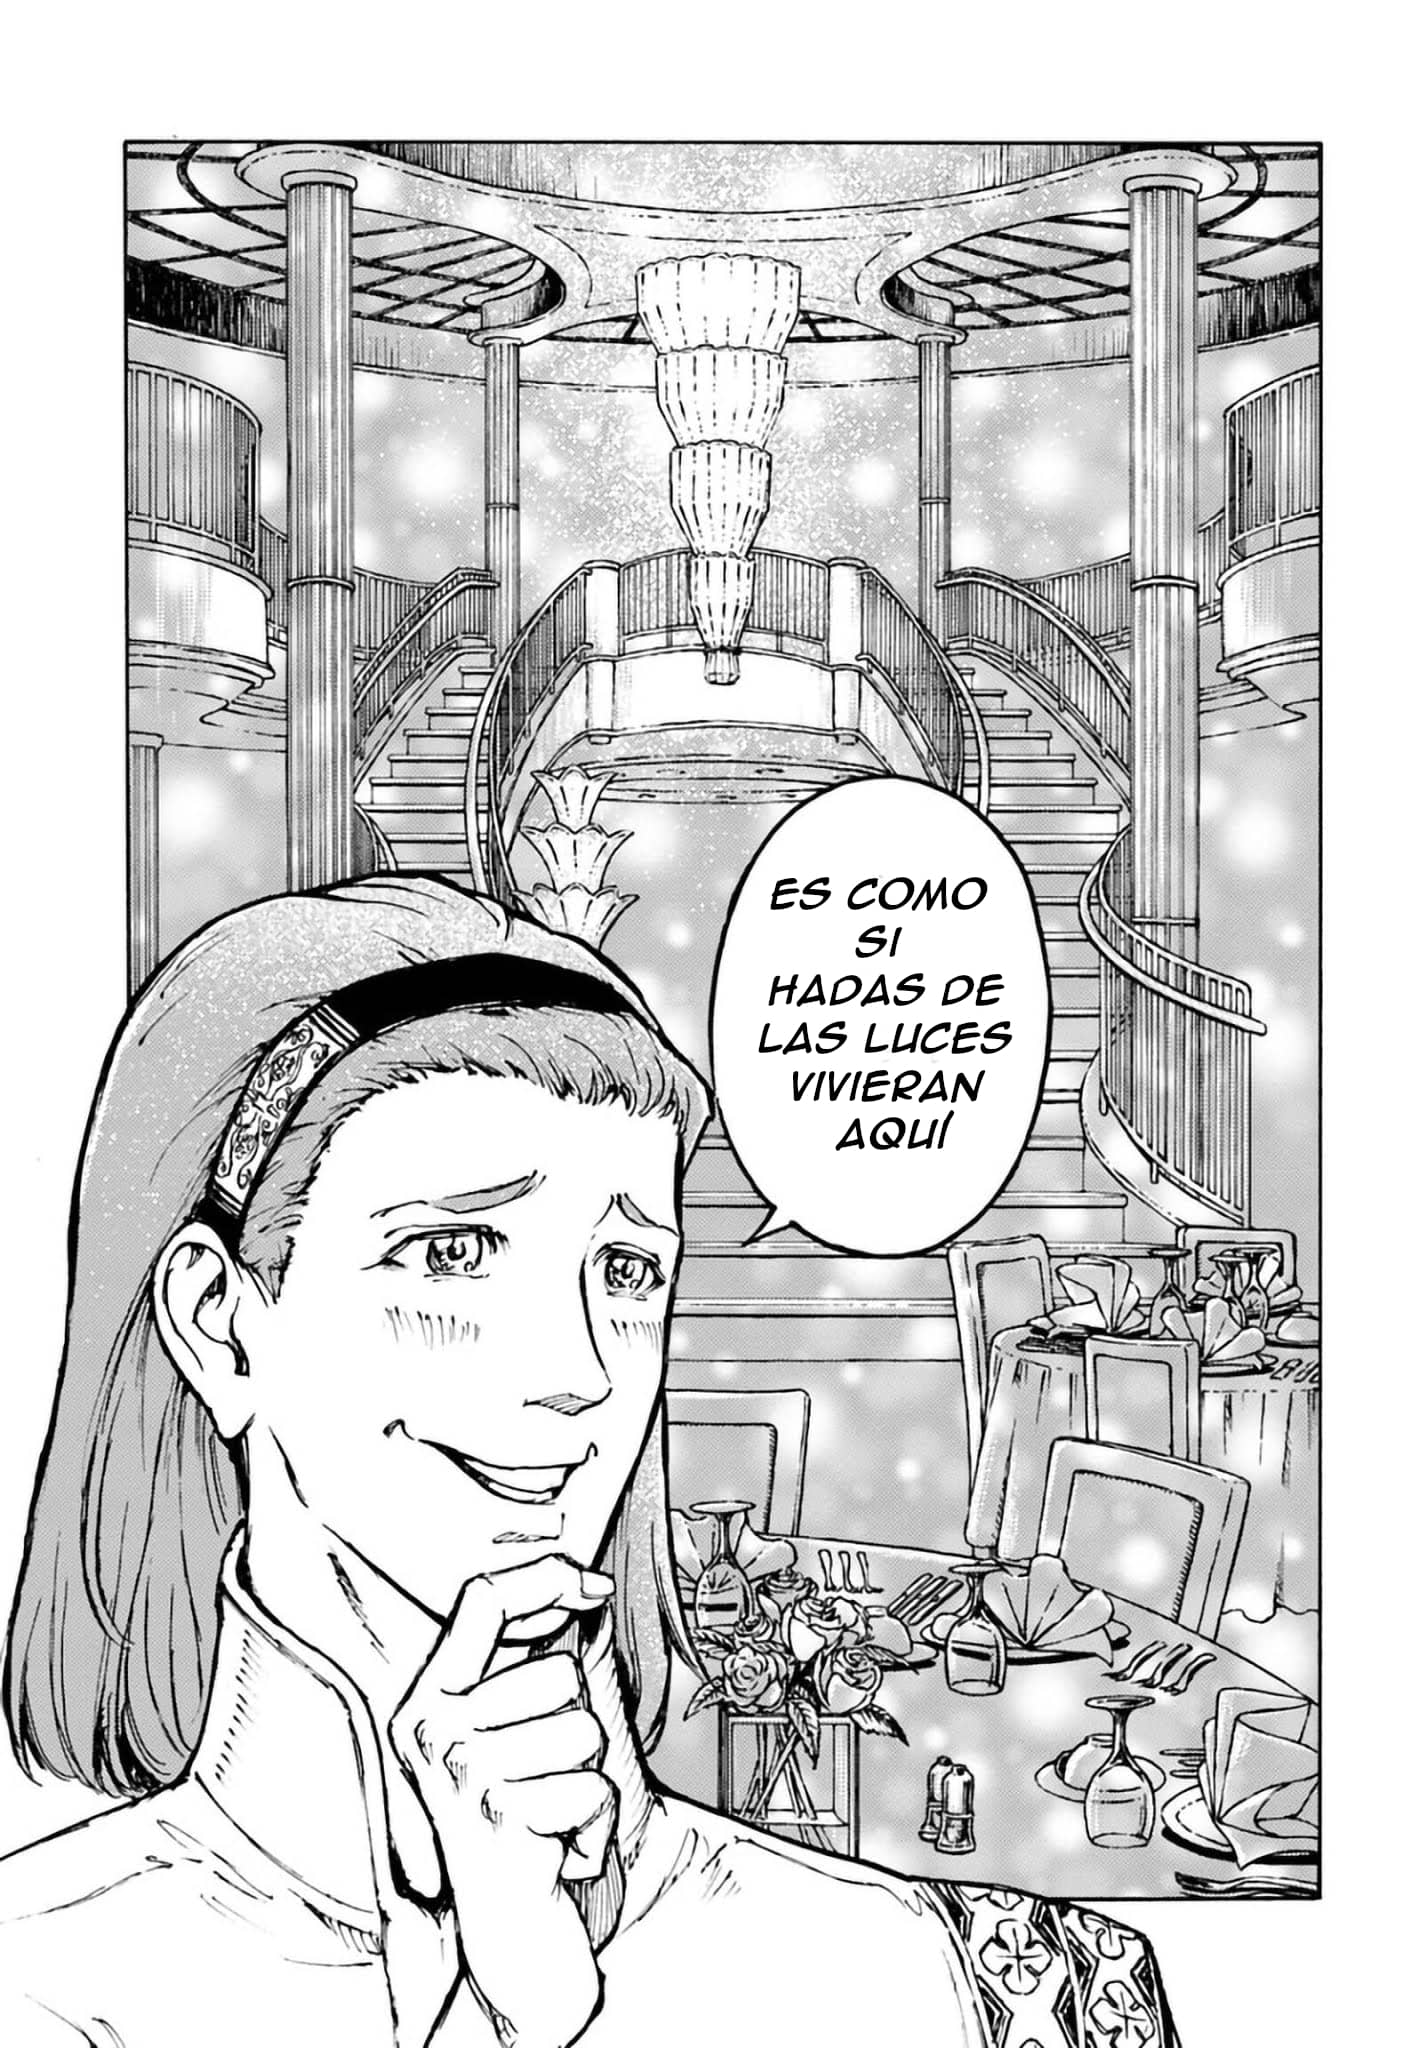 ES COMO
SI
HADAS DE
LAS LUCES
VIVIERAN
AQUÍ